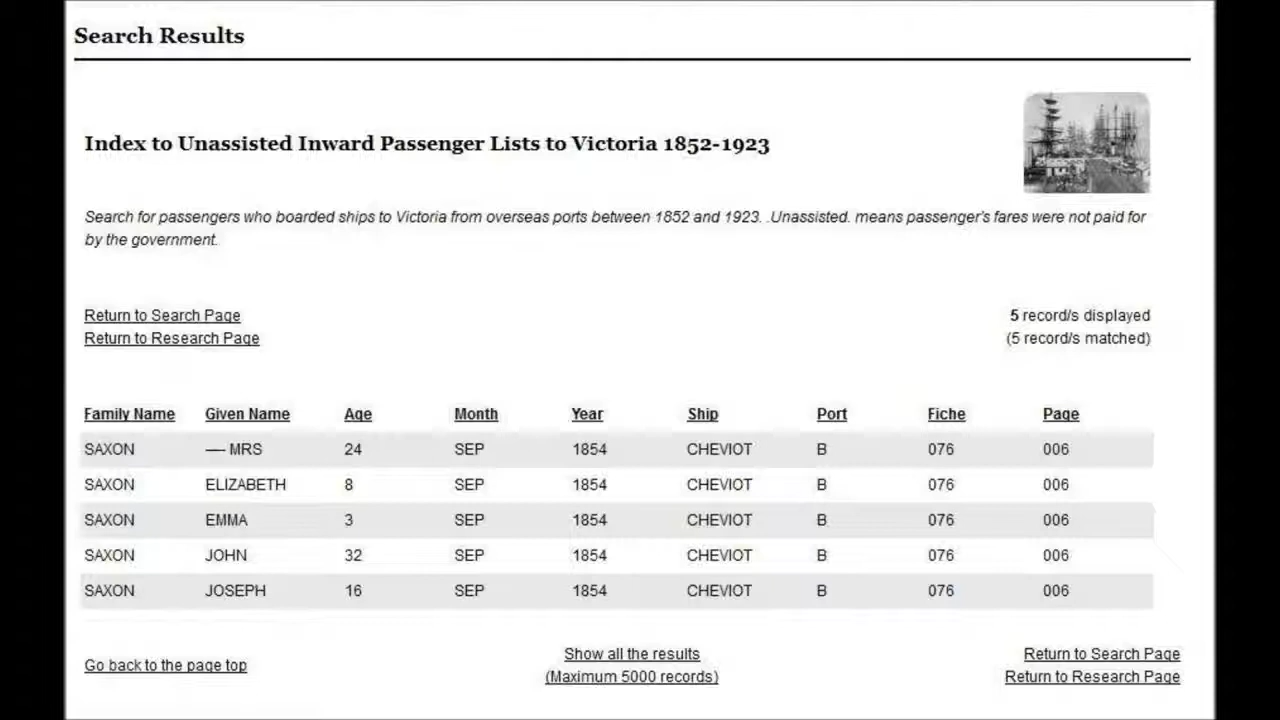 Search Results
Index to Unassisted Inward Passenger Lists to Victoria 1852-1923
Search for passengers who boarded ships to Victoria from overseas ports between 1852 and 1923. .Unassisted. means passenger's fares were not paid for
by the government.
Return to Search Page 5 record/s displayed
Return to Research Page (5 record/s matched)
Family Name Given Name Age Month Year Ship Port Fiche Page
SAXON ---- MRS 24 SEP 1854 CHEVIOT B 076 006
SAXON ELIZABETH 8 SEP 1854 CHEVIOT B 076 006
SAXON EMMA 3 SEP 1854 CHEVIOT B 076 006
SAXON JOHN 32 SEP 1854 CHEVIOT B 076 006
SAXON JOSEPH 16 SEP 1854 CHEVIOT B 076 006
Go back to the page top
Show all the results
(Maximum 5000 records)
Return to Search Page
Return to Research Page